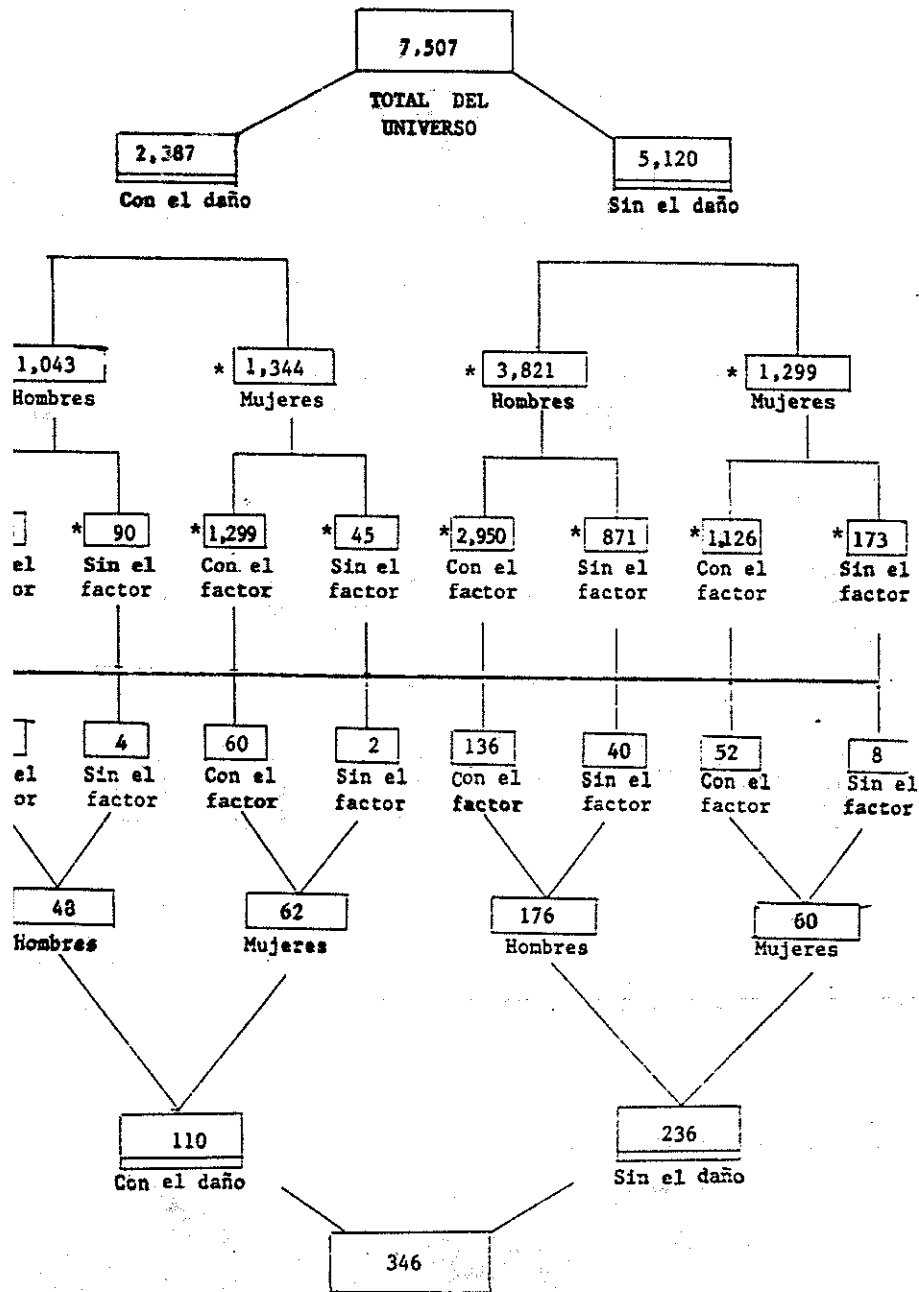 7,507
TOTAL DEL
UNIVERSO
2,387 5,120
Con el daño Sin el daño
1,043 * 1,344 * 3,821 * 1,299
Hombres Mujeres Hombres Mujeres
* 90 * 1,299 * 45 * 2,950 * 871 * 1,126 * 173
el Sin el Con el Sin el Con el Sin el Con el Sin el
or factor factor factor factor factor factor factor
4 60 2 136 40 52 8
el Sin el Con el Sin el Con el Sin el Con el Sin el
or factor factor factor factor factor factor factor
48 62 176 60
Hombres Mujeres Hombres Mujeres
110 236
Con el daño Sin el daño
346